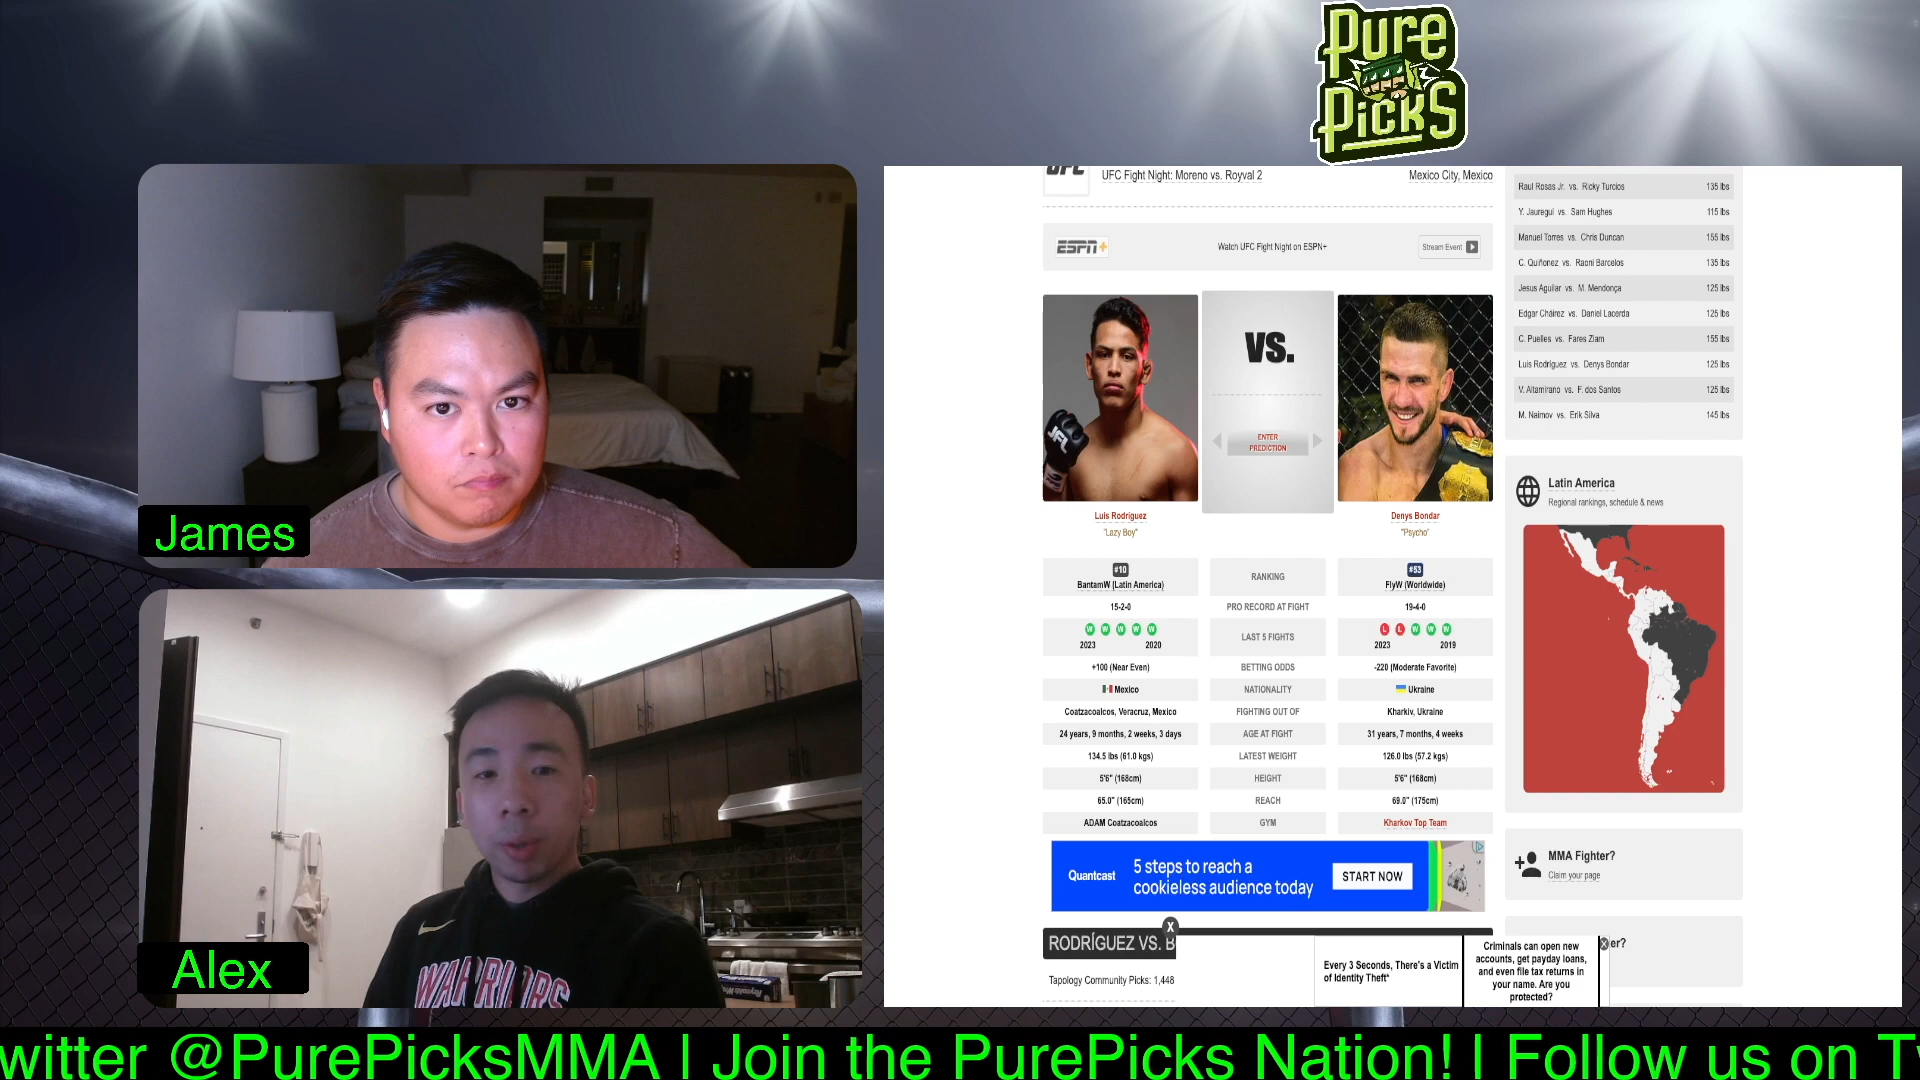 Pure
Picks
James
Alex
UFC
UFC Fight Night: Moreno vs. Royval 2
Mexico City, Mexico
ESPN+
Watch UFC Fight Night on ESPN+
Stream Event
UFC
VS.
ENTER
PREDICTION
Luis Rodríguez
"Lazy Boy"
Denys Bondar
"Psycho"
#10
BantamW (Latin America)
RANKING
#53
FlyW (Worldwide)
15-2-0
PRO RECORD AT FIGHT
19-4-0
W W W W W
2023 2020
LAST 5 FIGHTS
L L W W W
2023 2019
+100 (Near Even)
BETTING ODDS
-220 (Moderate Favorite)
Mexico
NATIONALITY
Ukraine
Coatzacoalcos, Veracruz, Mexico
FIGHTING OUT OF
Kharkiv, Ukraine
24 years, 9 months, 2 weeks, 3 days
AGE AT FIGHT
31 years, 7 months, 4 weeks
134.5 lbs (61.0 kgs)
LATEST WEIGHT
126.0 lbs (57.2 kgs)
5'6" (168cm)
HEIGHT
5'6" (168cm)
65.0" (165cm)
REACH
69.0" (175cm)
ADAM Coatzacoalcos
GYM
Kharkov Top Team
Quantcast
5 steps to reach a
cookieless audience today
START NOW
X
RODRÍGUEZ VS. B
Tapology Community Picks: 1,448
Every 3 Seconds, There's a Victim
of Identity Theft*
Criminals can open new
accounts, get payday loans,
and even file tax returns in
your name. Are you
protected?
Raul Rosas Jr. vs. Ricky Turcios 135 lbs
Y. Jauregui vs. Sam Hughes 115 lbs
Manuel Torres vs. Chris Duncan 155 lbs
C. Quiñonez vs. Raoni Barcelos 135 lbs
Jesus Aguilar vs. M. Mendonça 125 lbs
Edgar Cháirez vs. Daniel Lacerda 125 lbs
C. Puelles vs. Fares Ziam 155 lbs
Luis Rodríguez vs. Denys Bondar 125 lbs
V. Altamirano vs. F. dos Santos 125 lbs
M. Naimov vs. Erik Silva 145 lbs
Latin America
Regional rankings, schedule & news
MMA Fighter?
Claim your page
X
er?
WARRIORS
witter @PurePicksMMA | Join the PurePicks Nation! | Follow us on Tw